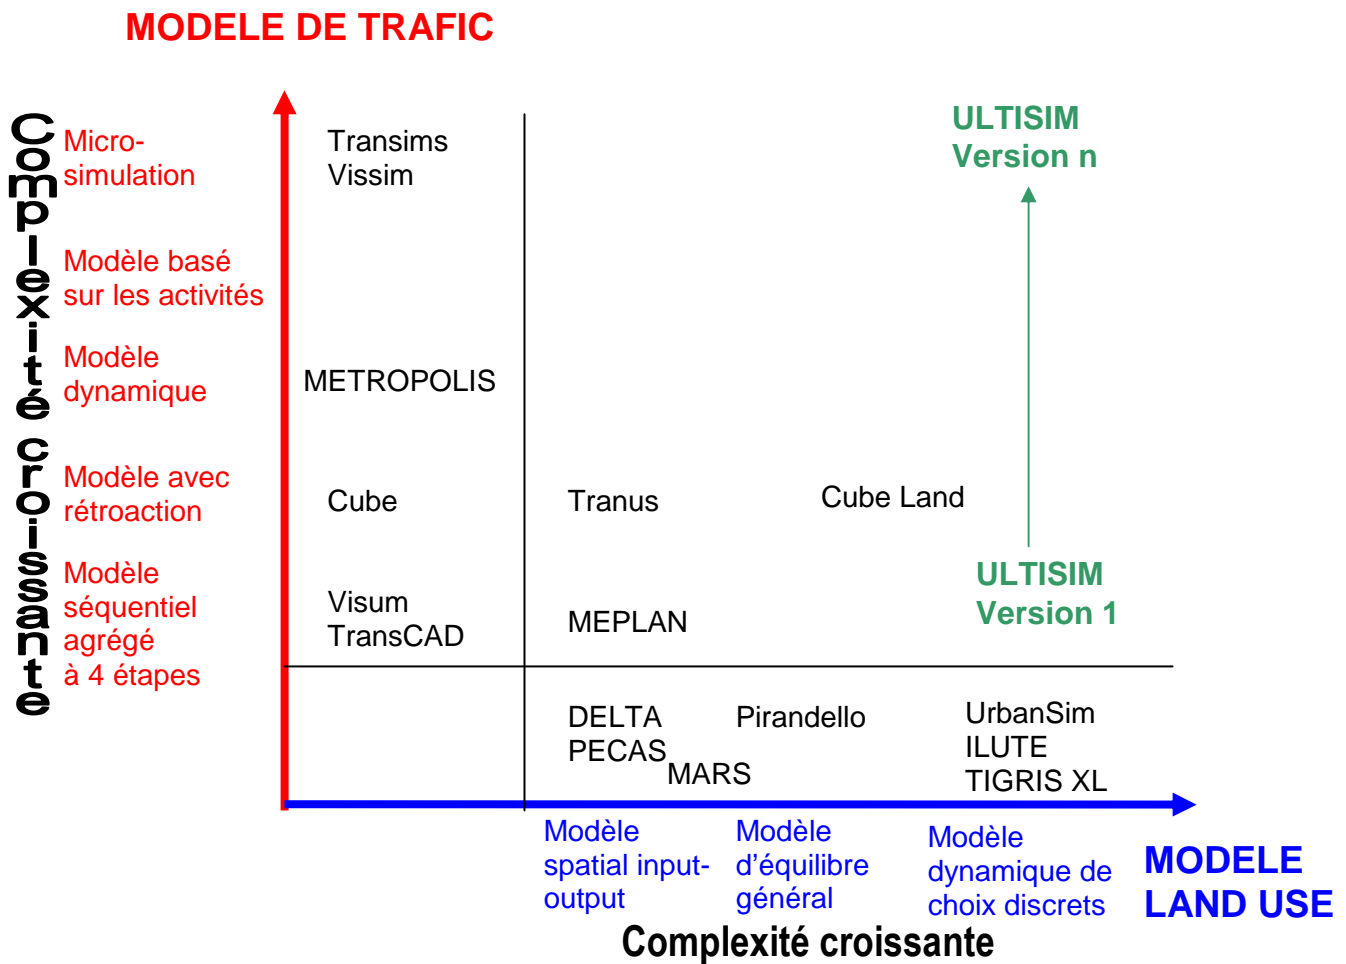 MODELE DE TRAFIC
Complexité croissante
Micro-
simulation
Transims
Vissim
ULTISIM
Version n
Modèle basé
sur les activités
Modèle
dynamique
METROPOLIS
Modèle avec
rétroaction
Cube
Tranus
Cube Land
Modèle
séquentiel
agrégé
à 4 étapes
Visum
TransCAD
MEPLAN
ULTISIM
Version 1
DELTA
PECAS
MARS
Pirandello
UrbanSim
ILUTE
TIGRIS XL
Modèle
spatial input-
output
Modèle
d’équilibre
général
Modèle
dynamique de
choix discrets
MODELE
LAND USE
Complexité croissante